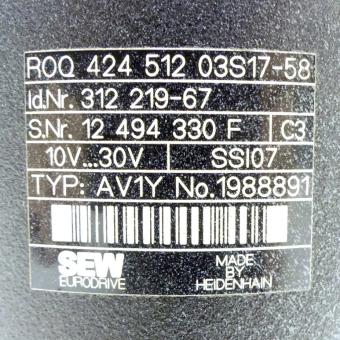 ROQ 424 512 03S17-58
Id.Nr. 312 219-67
S.Nr. 12 494 330 F C3
10V...30V SSI07
TYP: AV1Y No.1988891
SEW
EURODRIVE
MADE
BY
HEIDENHAIN